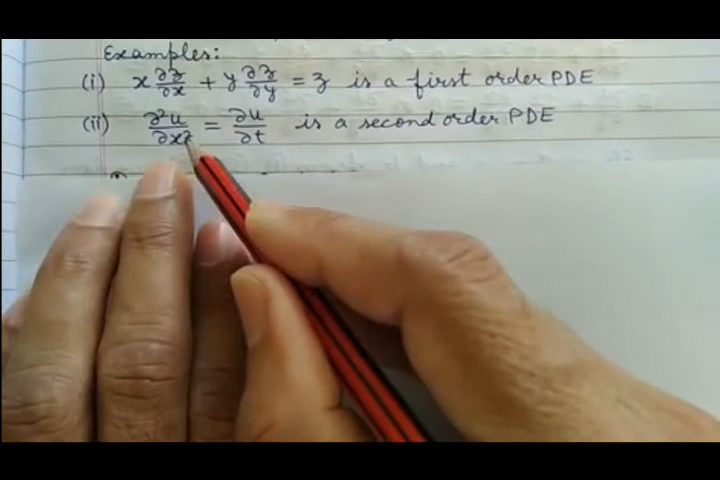 Examples:
(i) x ∂z/∂x + y ∂z/∂y = z is a first order PDE
(ii) ∂²u/∂x² = ∂u/∂t is a second order PDE